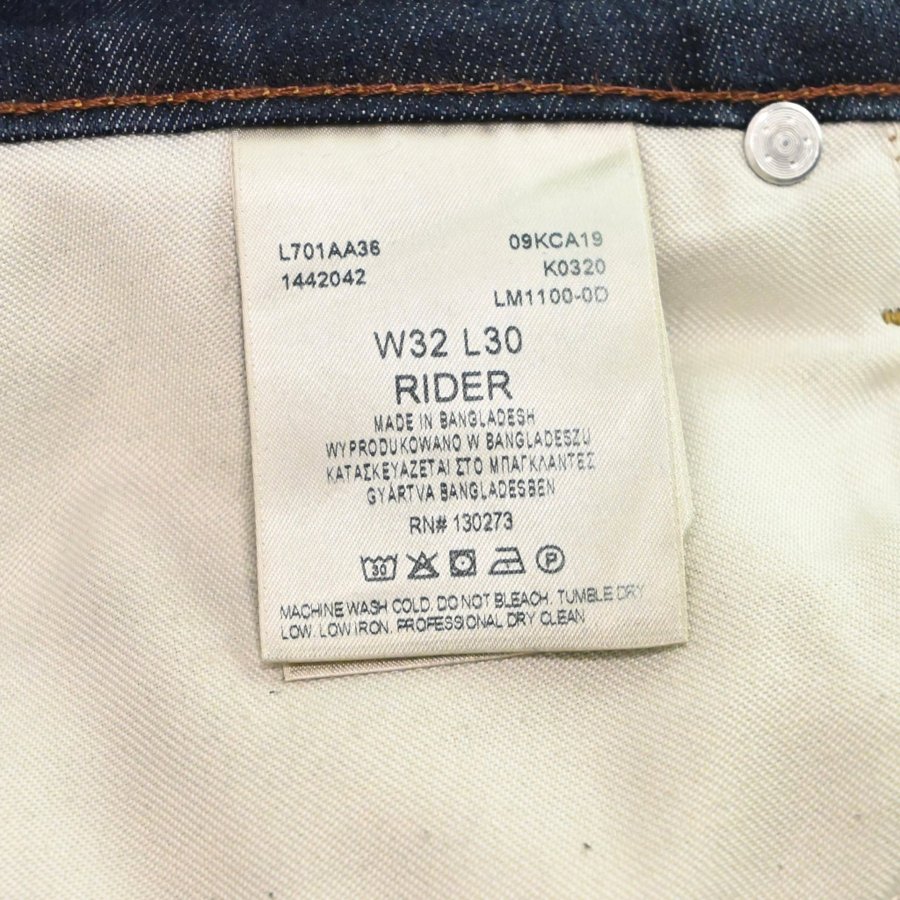 L701AA36 09KCA19
1442042 K0320
LM1100-0D
W32 L30
RIDER
MADE IN BANGLADESH
WYPRODUKOWANO W BANGLADESZU
ΚΑΤΑΣΚΕΥΑΖΕΤΑΙ ΣΤΟ ΜΠΑΓΚΛΑΝΤΕΣ
GYÁRTVA BANGLADESBEN
RN# 130273
30 P
MACHINE WASH COLD. DO NOT BLEACH. TUMBLE DRY
LOW. LOW IRON. PROFESSIONAL DRY CLEAN